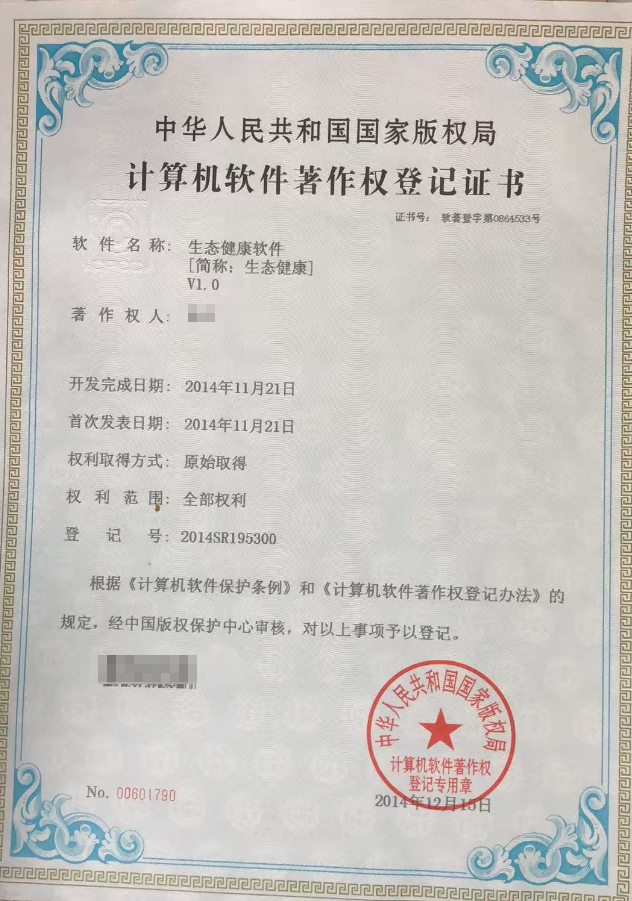 中华人民共和国国家版权局
计算机软件著作权登记证书
证书号： 软著登字第0864533号
软件名称： 生态健康软件
[简称：生态健康]
V1.0
著作权人：
开发完成日期： 2014年11月21日
首次发表日期： 2014年11月21日
权利取得方式： 原始取得
权利范围： 全部权利
登记号： 2014SR195300
根据《计算机软件保护条例》和《计算机软件著作权登记办法》的
规定，经中国版权保护中心审核，对以上事项予以登记。
中华人民共和国国家版权局
计算机软件著作权
登记专用章
No. 00601790
2014年12月15日